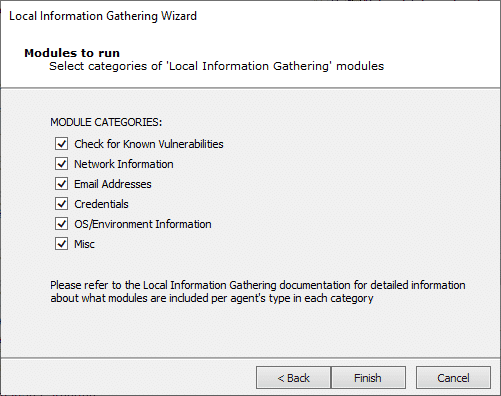 Local Information Gathering Wizard
Modules to run
Select categories of 'Local Information Gathering' modules
MODULE CATEGORIES:
Check for Known Vulnerabilities
Network Information
Email Addresses
Credentials
OS/Environment Information
Misc
Please refer to the Local Information Gathering documentation for detailed information
about what modules are included per agent's type in each category
< Back
Finish
Cancel